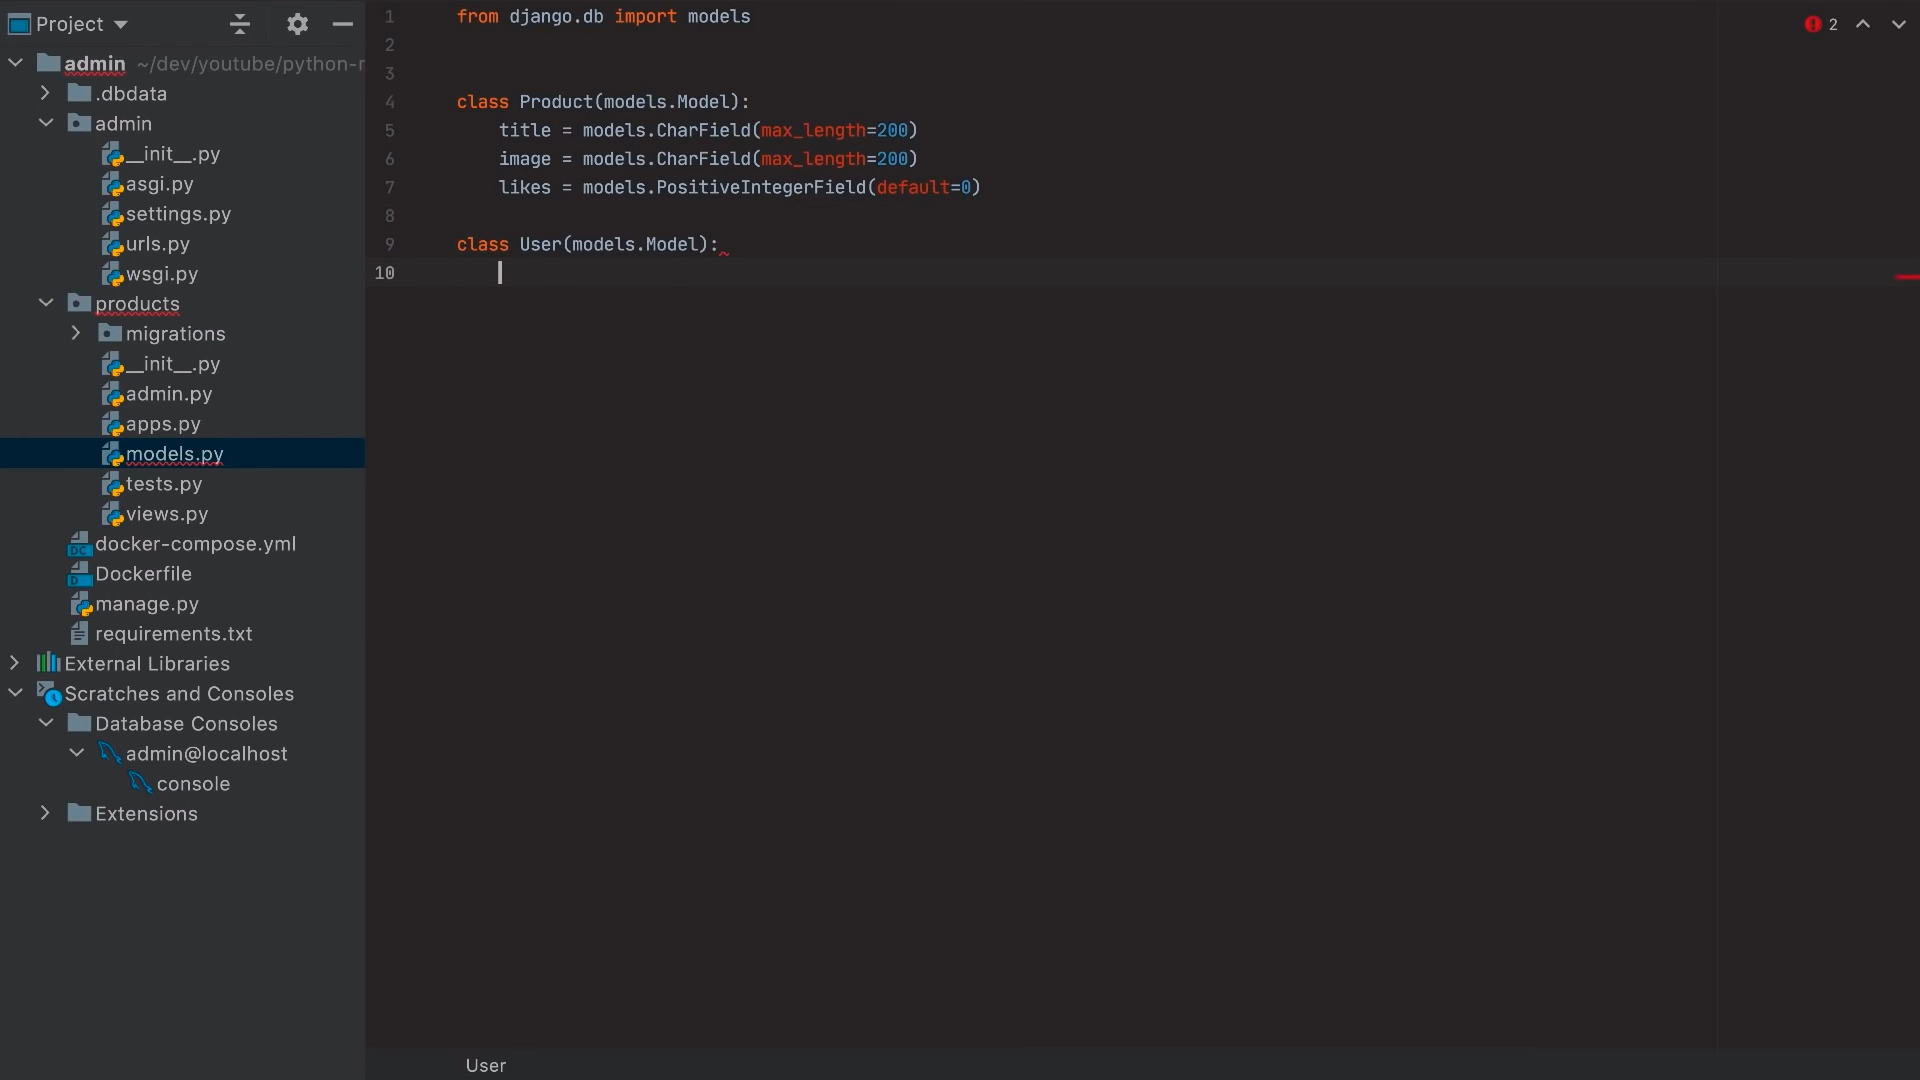 Project
admin ~/dev/youtube/python-r
.dbdata
admin
__init__.py
asgi.py
settings.py
urls.py
wsgi.py
products
migrations
__init__.py
admin.py
apps.py
models.py
tests.py
views.py
docker-compose.yml
Dockerfile
manage.py
requirements.txt
External Libraries
Scratches and Consoles
Database Consoles
admin@localhost
console
Extensions
1 from django.db import models
2
3
4 class Product(models.Model):
5 title = models.CharField(max_length=200)
6 image = models.CharField(max_length=200)
7 likes = models.PositiveIntegerField(default=0)
8
9 class User(models.Model):
10
2
User